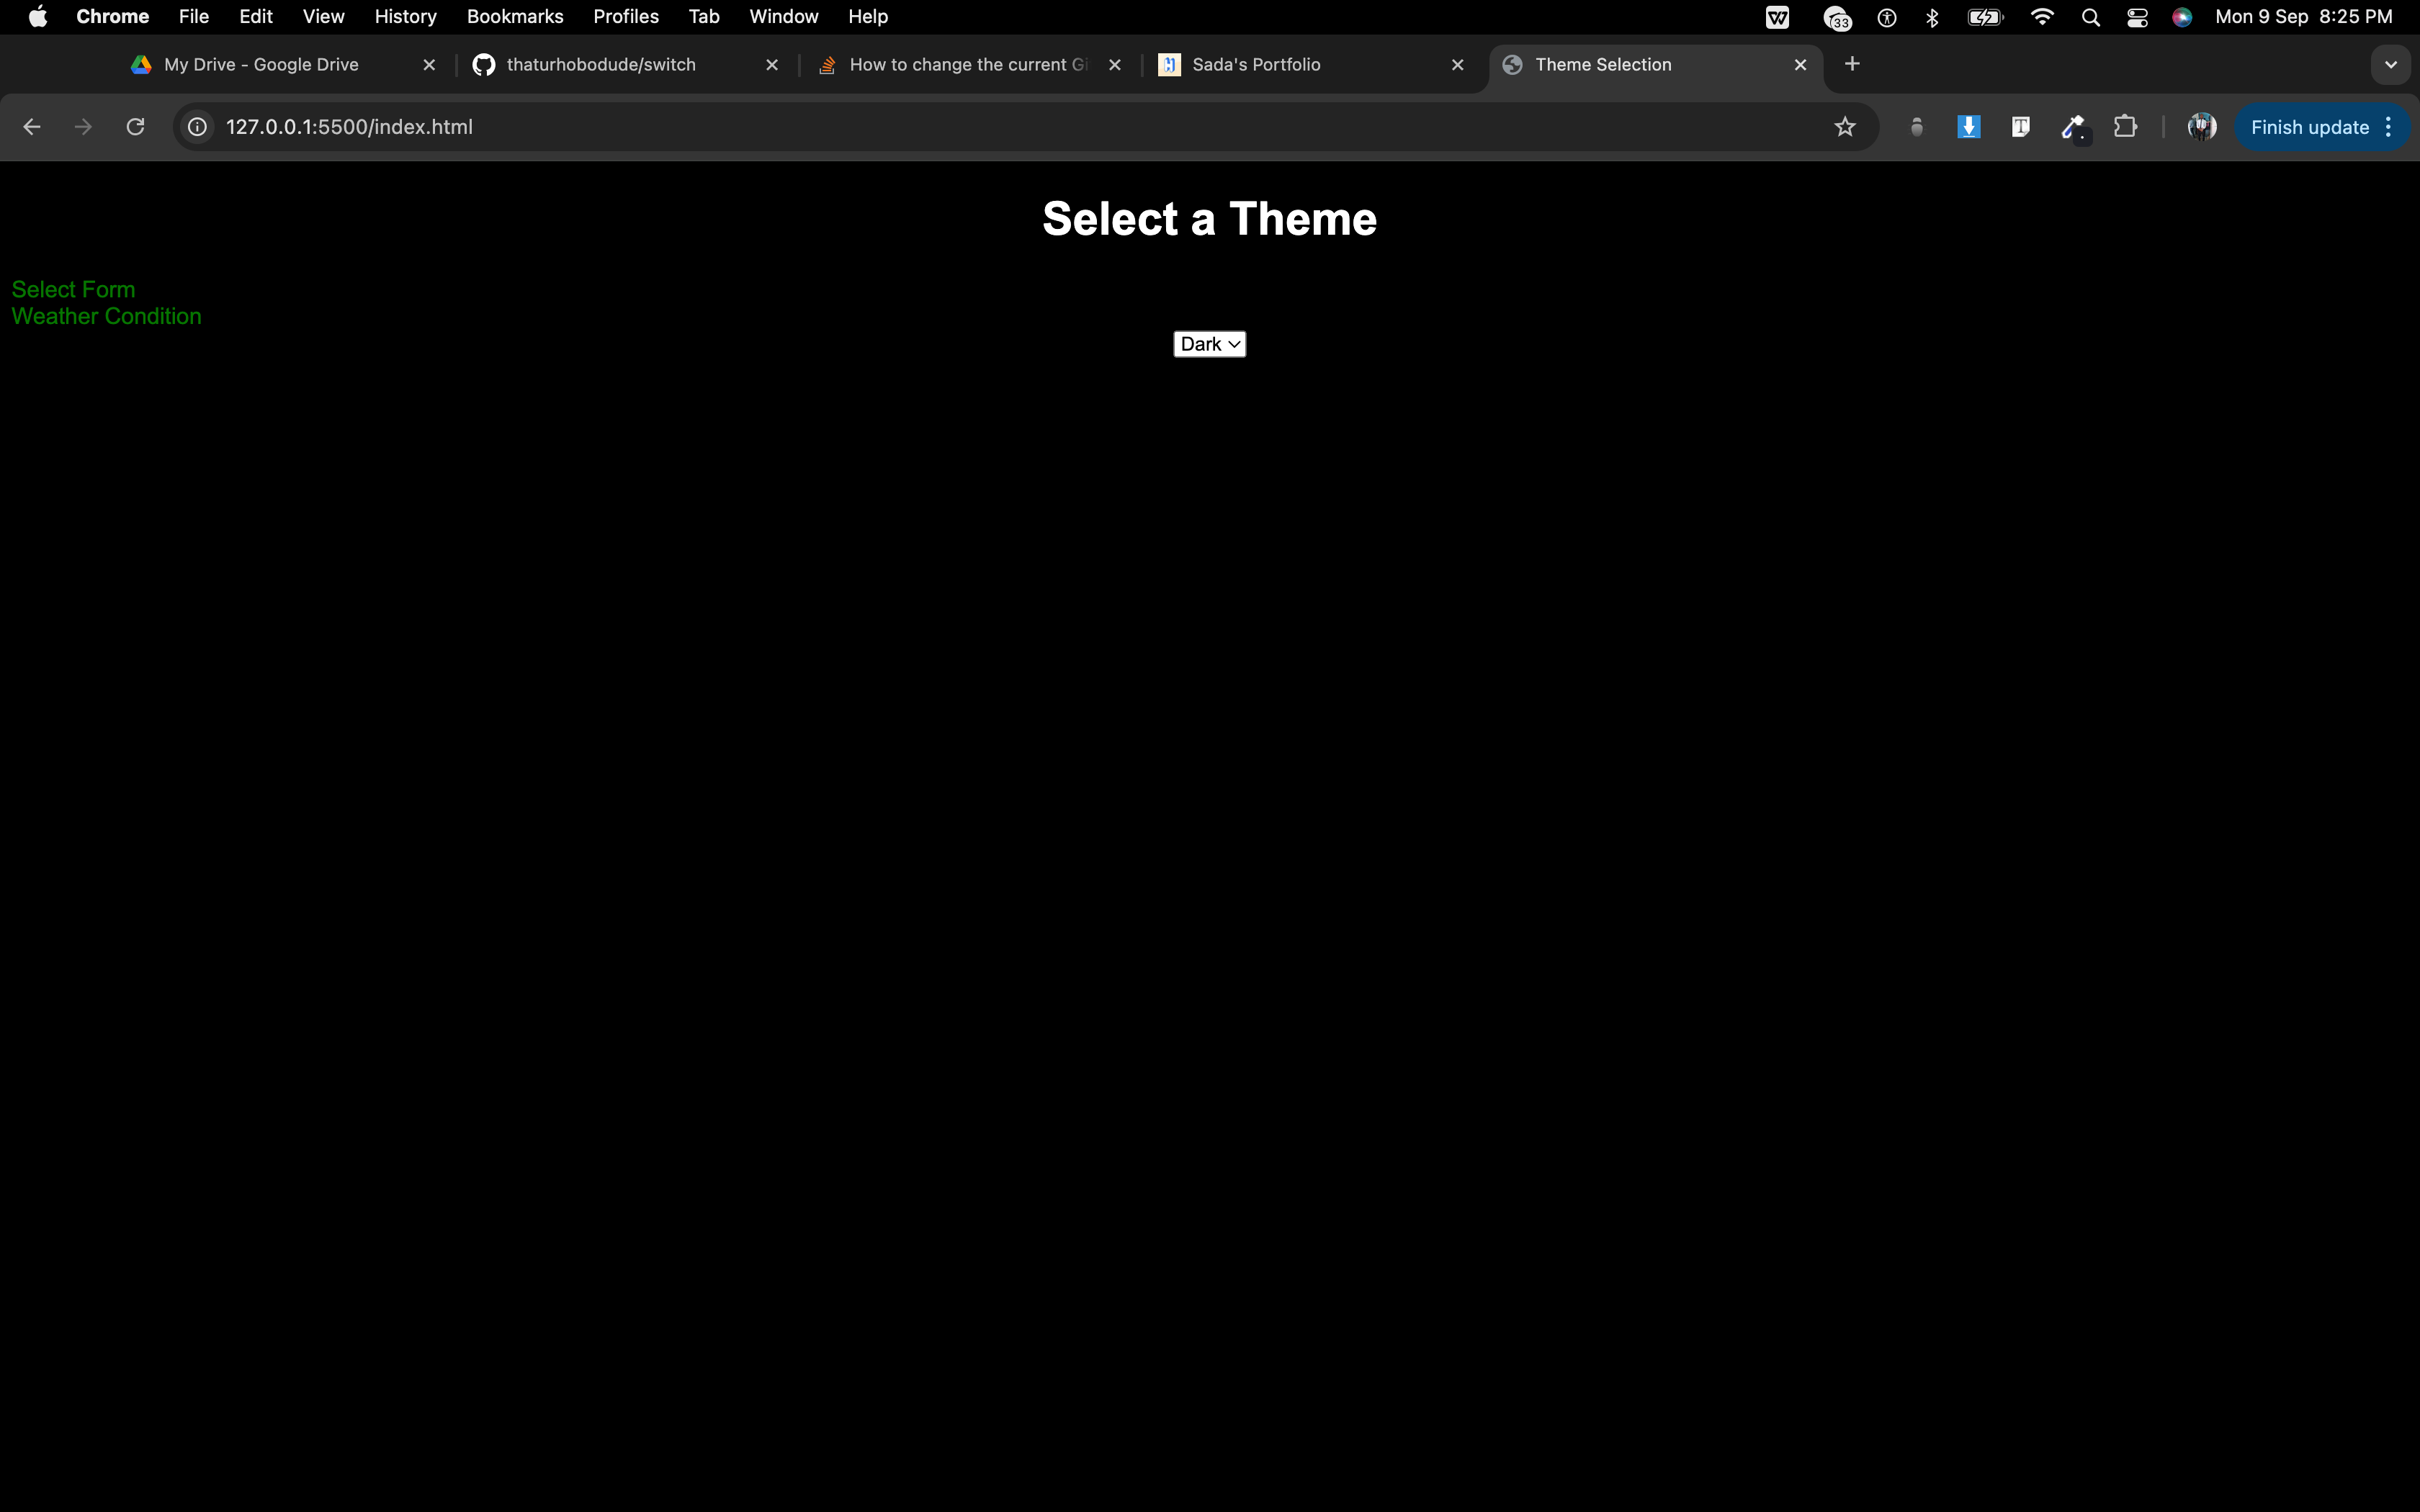 Chrome File Edit View History Bookmarks Profiles Tab Window Help 33 Mon 9 Sep 8:25 PM
My Drive - Google Drive thaturhobodude/switch How to change the current Gi Sada's Portfolio Theme Selection
127.0.0.1:5500/index.html Finish update
Select a Theme
Select Form
Weather Condition
Dark